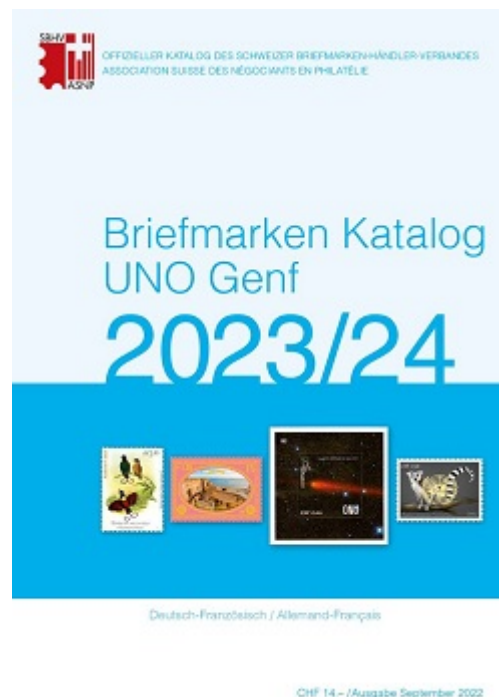 SBHV
ASNP
OFFIZIELLER KATALOG DES SCHWEIZER BRIEFMARKEN-HÄNDLER-VERBANDES
ASSOCIATION SUISSE DES NÉGOCIANTS EN PHILATÉLIE
Briefmarken Katalog
UNO Genf
2023/24
UNO
Deutsch-Französisch / Allemand-Français
CHF 14.– /Ausgabe September 2022